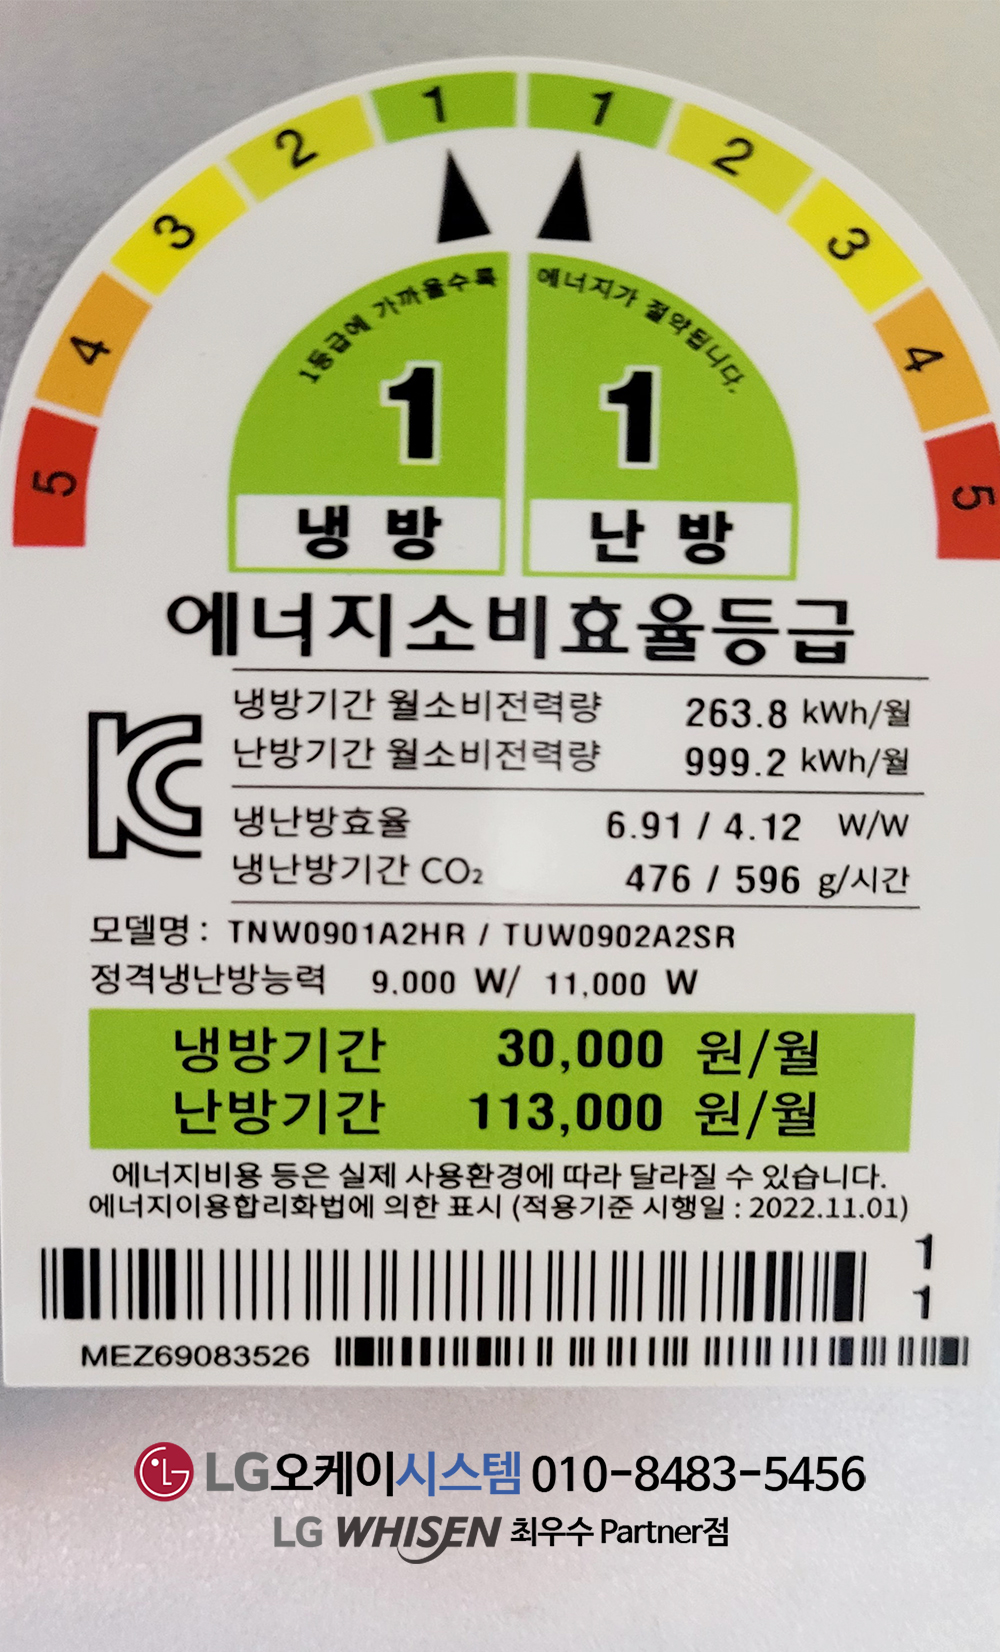 5 4 3 2 1 1 2 3 4 5
1등급에 가까울수록 에너지가 절약됩니다.
1 1
냉 방 난 방
에너지소비효율등급
냉방기간 월소비전력량 263.8 kWh/월
난방기간 월소비전력량 999.2 kWh/월
냉난방효율 6.91 / 4.12 W/W
냉난방기간 CO₂ 476 / 596 g/시간
모델명 : TNW0901A2HR / TUW0902A2SR
정격냉난방능력 9,000 W/ 11,000 W
냉방기간 30,000 원/월
난방기간 113,000 원/월
에너지비용 등은 실제 사용환경에 따라 달라질 수 있습니다.
에너지이용합리화법에 의한 표시 (적용기준 시행일 : 2022.11.01)
1
1
MEZ69083526
LG오케이시스템 010-8483-5456
LG WHISEN 최우수 Partner점